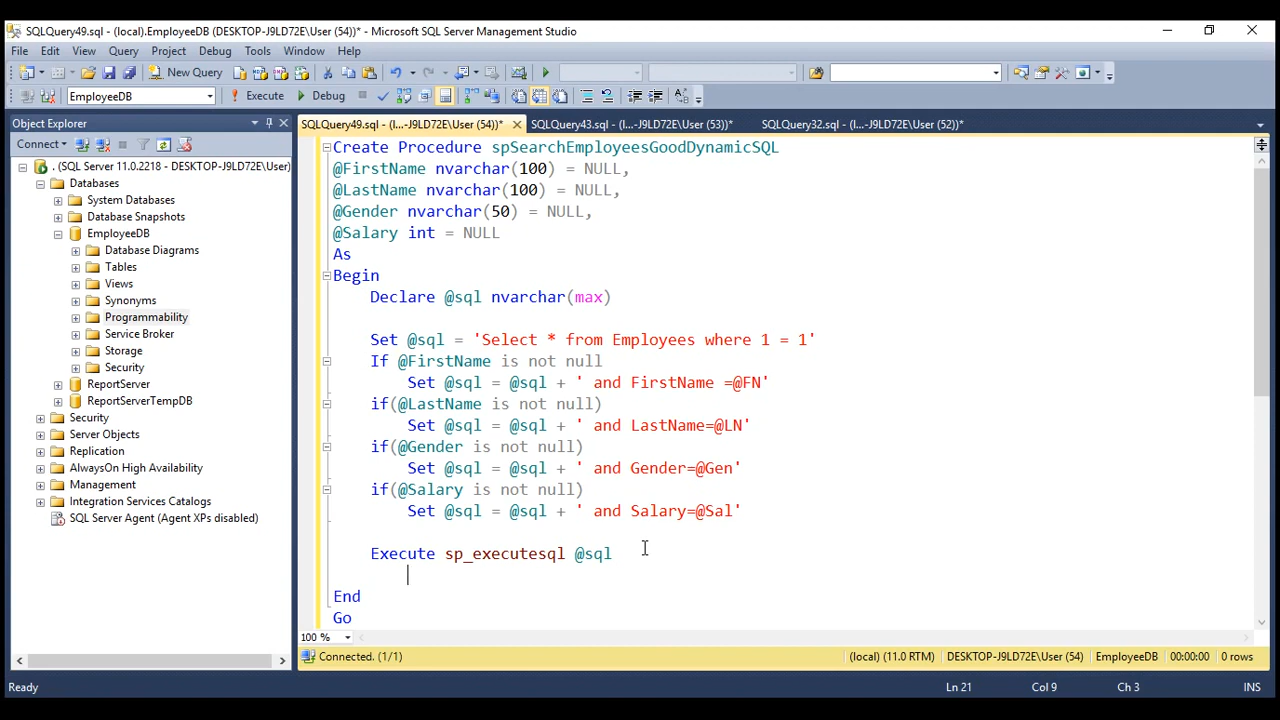 SQLQuery49.sql - (local).EmployeeDB (DESKTOP-J9LD72E\User (54))* - Microsoft SQL Server Management Studio
File Edit View Query Project Debug Tools Window Help
New Query
EmployeeDB Execute Debug
Object Explorer
Connect
. (SQL Server 11.0.2218 - DESKTOP-J9LD72E\User)
Databases
System Databases
Database Snapshots
EmployeeDB
Database Diagrams
Tables
Views
Synonyms
Programmability
Service Broker
Storage
Security
ReportServer
ReportServerTempDB
Security
Server Objects
Replication
AlwaysOn High Availability
Management
Integration Services Catalogs
SQL Server Agent (Agent XPs disabled)
SQLQuery49.sql - (l...-J9LD72E\User (54))* SQLQuery43.sql - (l...-J9LD72E\User (53))* SQLQuery32.sql - (l...-J9LD72E\User (52))*
Create Procedure spSearchEmployeesGoodDynamicSQL
@FirstName nvarchar(100) = NULL,
@LastName nvarchar(100) = NULL,
@Gender nvarchar(50) = NULL,
@Salary int = NULL
As
Begin
Declare @sql nvarchar(max)
Set @sql = 'Select * from Employees where 1 = 1'
If @FirstName is not null
Set @sql = @sql + ' and FirstName =@FN'
if(@LastName is not null)
Set @sql = @sql + ' and LastName=@LN'
if(@Gender is not null)
Set @sql = @sql + ' and Gender=@Gen'
if(@Salary is not null)
Set @sql = @sql + ' and Salary=@Sal'
Execute sp_executesql @sql
End
Go
100 %
Connected. (1/1) (local) (11.0 RTM) DESKTOP-J9LD72E\User (54) EmployeeDB 00:00:00 0 rows
Ready Ln 21 Col 9 Ch 3 INS